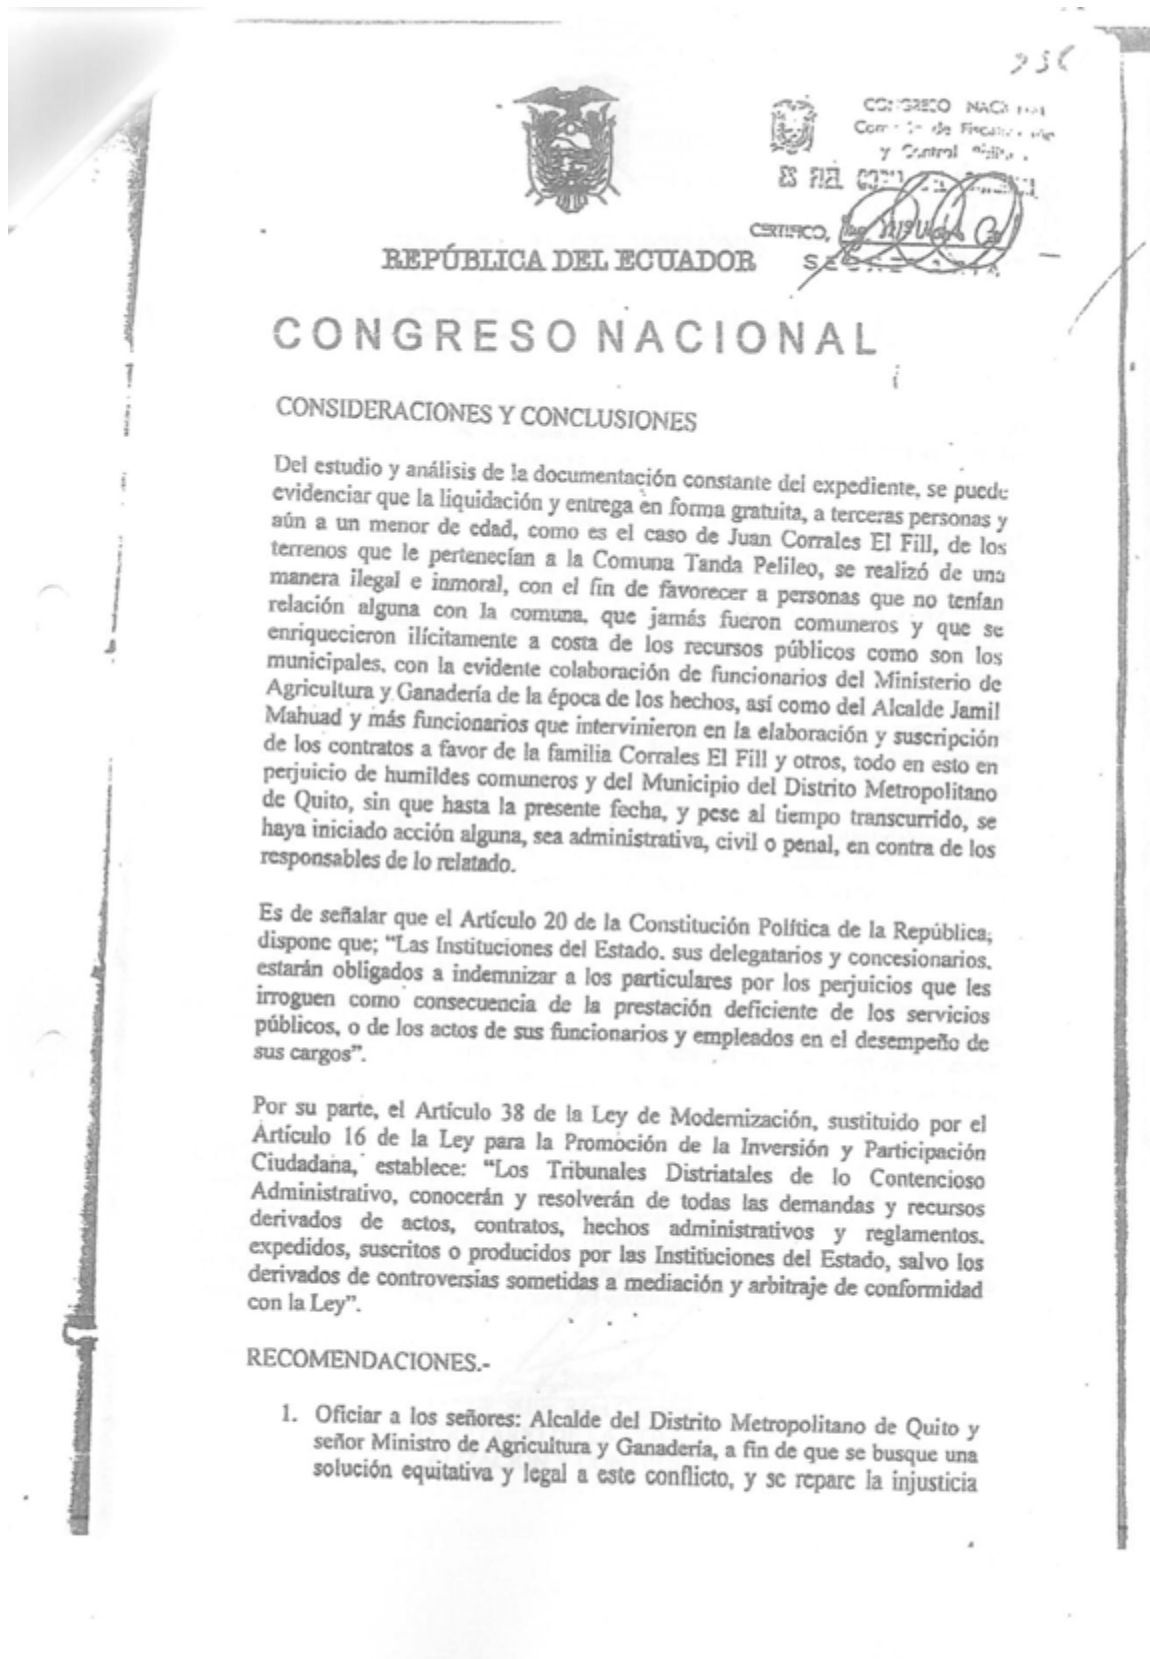 CONGRESO NACIONAL
de
y Control
ES FIEL
CERTIFICO,
REPÚBLICA DEL ECUADOR
CONGRESO NACIONAL
CONSIDERACIONES Y CONCLUSIONES
Del estudio y análisis de la documentación constante del expediente, se puede
evidenciar que la liquidación y entrega en forma gratuita, a terceras personas y
aún a un menor de edad, como es el caso de Juan Corrales El Fill, de los
terrenos que le pertenecían a la Comuna Tanda Pelileo, se realizó de una
manera ilegal e inmoral, con el fin de favorecer a personas que no tenían
relación alguna con la comuna, que jamás fueron comuneros y que se
enriquecieron ilícitamente a costa de los recursos públicos como son los
municipales, con la evidente colaboración de funcionarios del Ministerio de
Agricultura y Ganadería de la época de los hechos, así como del Alcalde Jamil
Mahuad y más funcionarios que intervinieron en la elaboración y suscripción
de los contratos a favor de la familia Corrales El Fill y otros, todo en esto en
perjuicio de humildes comuneros y del Municipio del Distrito Metropolitano
de Quito, sin que hasta la presente fecha, y pese al tiempo transcurrido, se
haya iniciado acción alguna, sea administrativa, civil o penal, en contra de los
responsables de lo relatado.
Es de señalar que el Artículo 20 de la Constitución Política de la República,
dispone que; “Las Instituciones del Estado. sus delegatarios y concesionarios.
estarán obligados a indemnizar a los particulares por los perjuicios que les
irroguen como consecuencia de la prestación deficiente de los servicios
públicos, o de los actos de sus funcionarios y empleados en el desempeño de
sus cargos”.
Por su parte, el Artículo 38 de la Ley de Modernización, sustituido por el
Artículo 16 de la Ley para la Promoción de la Inversión y Participación
Ciudadana, establece: “Los Tribunales Distriatales de lo Contencioso
Administrativo, conocerán y resolverán de todas las demandas y recursos
derivados de actos, contratos, hechos administrativos y reglamentos.
expedidos, suscritos o producidos por las Instituciones del Estado, salvo los
derivados de controversias sometidas a mediación y arbitraje de conformidad
con la Ley”.
RECOMENDACIONES.-
1. Oficiar a los señores: Alcalde del Distrito Metropolitano de Quito y
señor Ministro de Agricultura y Ganadería, a fin de que se busque una
solución equitativa y legal a este conflicto, y se repare la injusticia